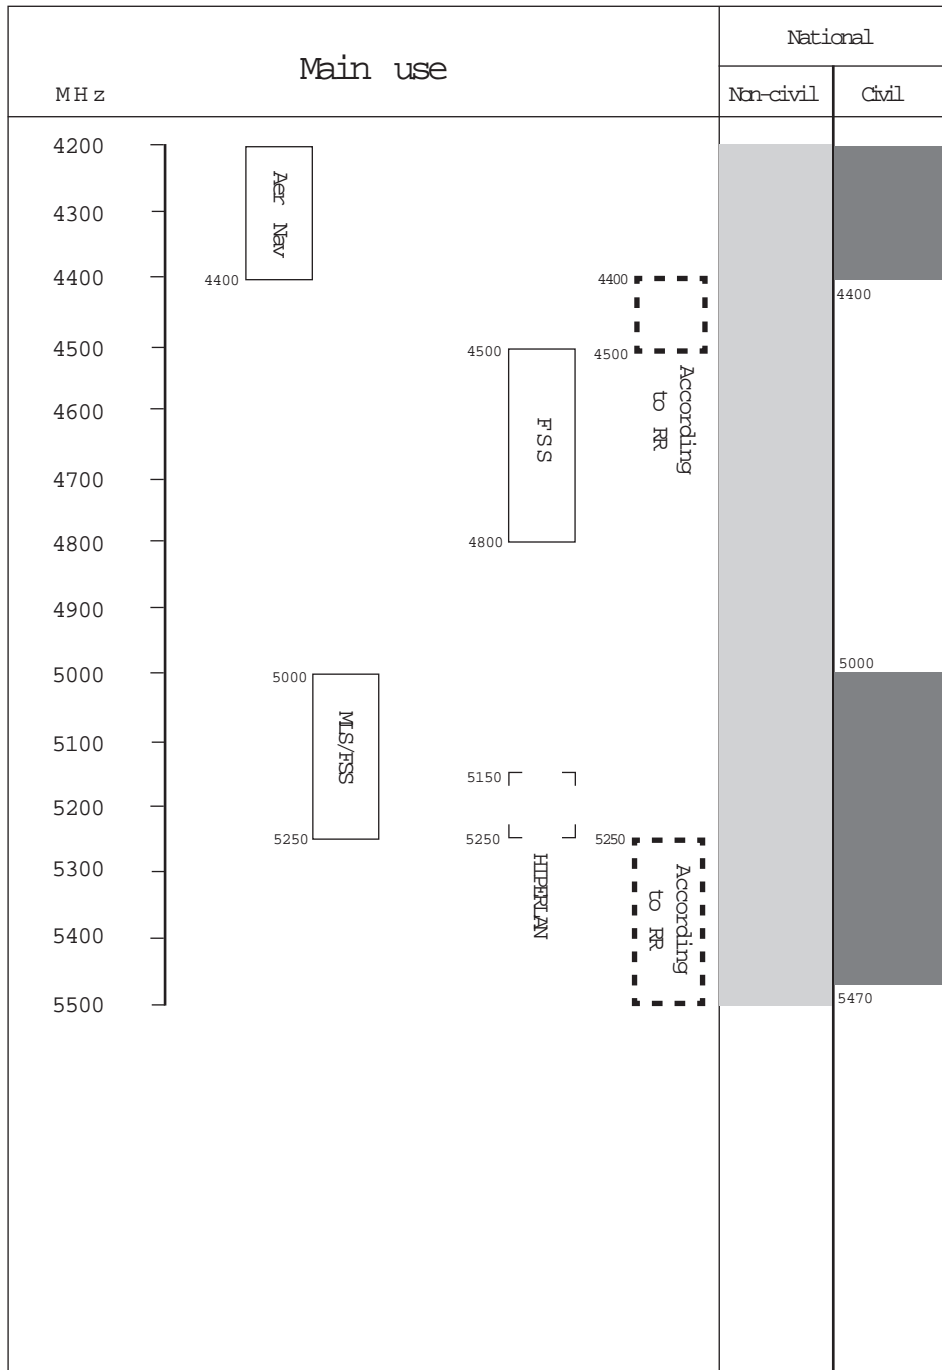 National
Main use
MHz
Non-civil
Civil
4200
Aer Nav
4300
4400
4400
4400
4400
4500
4500
4500
According
to RR
4600
FSS
4700
4800
4800
4900
5000
5000
5000
MLS/FSS
5100
5150
5200
5250
5250
5250
HIPERLAN
According
to RR
5300
5400
5500
5470